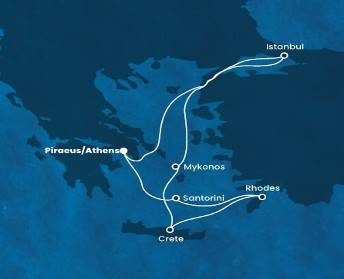 Istanbul
Piraeus/Athens
Mykonos
Rhodes
Santorini
Crete